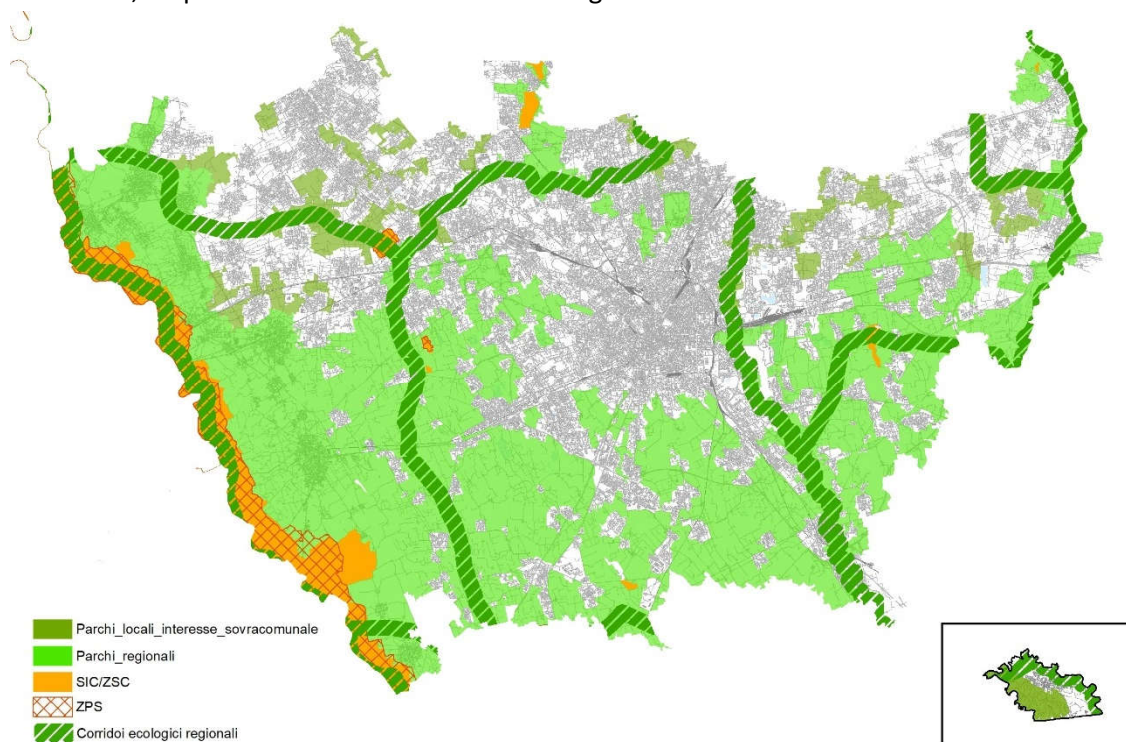 Parchi_locali_interesse_sovracomunale
Parchi_regionali
SIC/ZSC
ZPS
Corridoi ecologici regionali